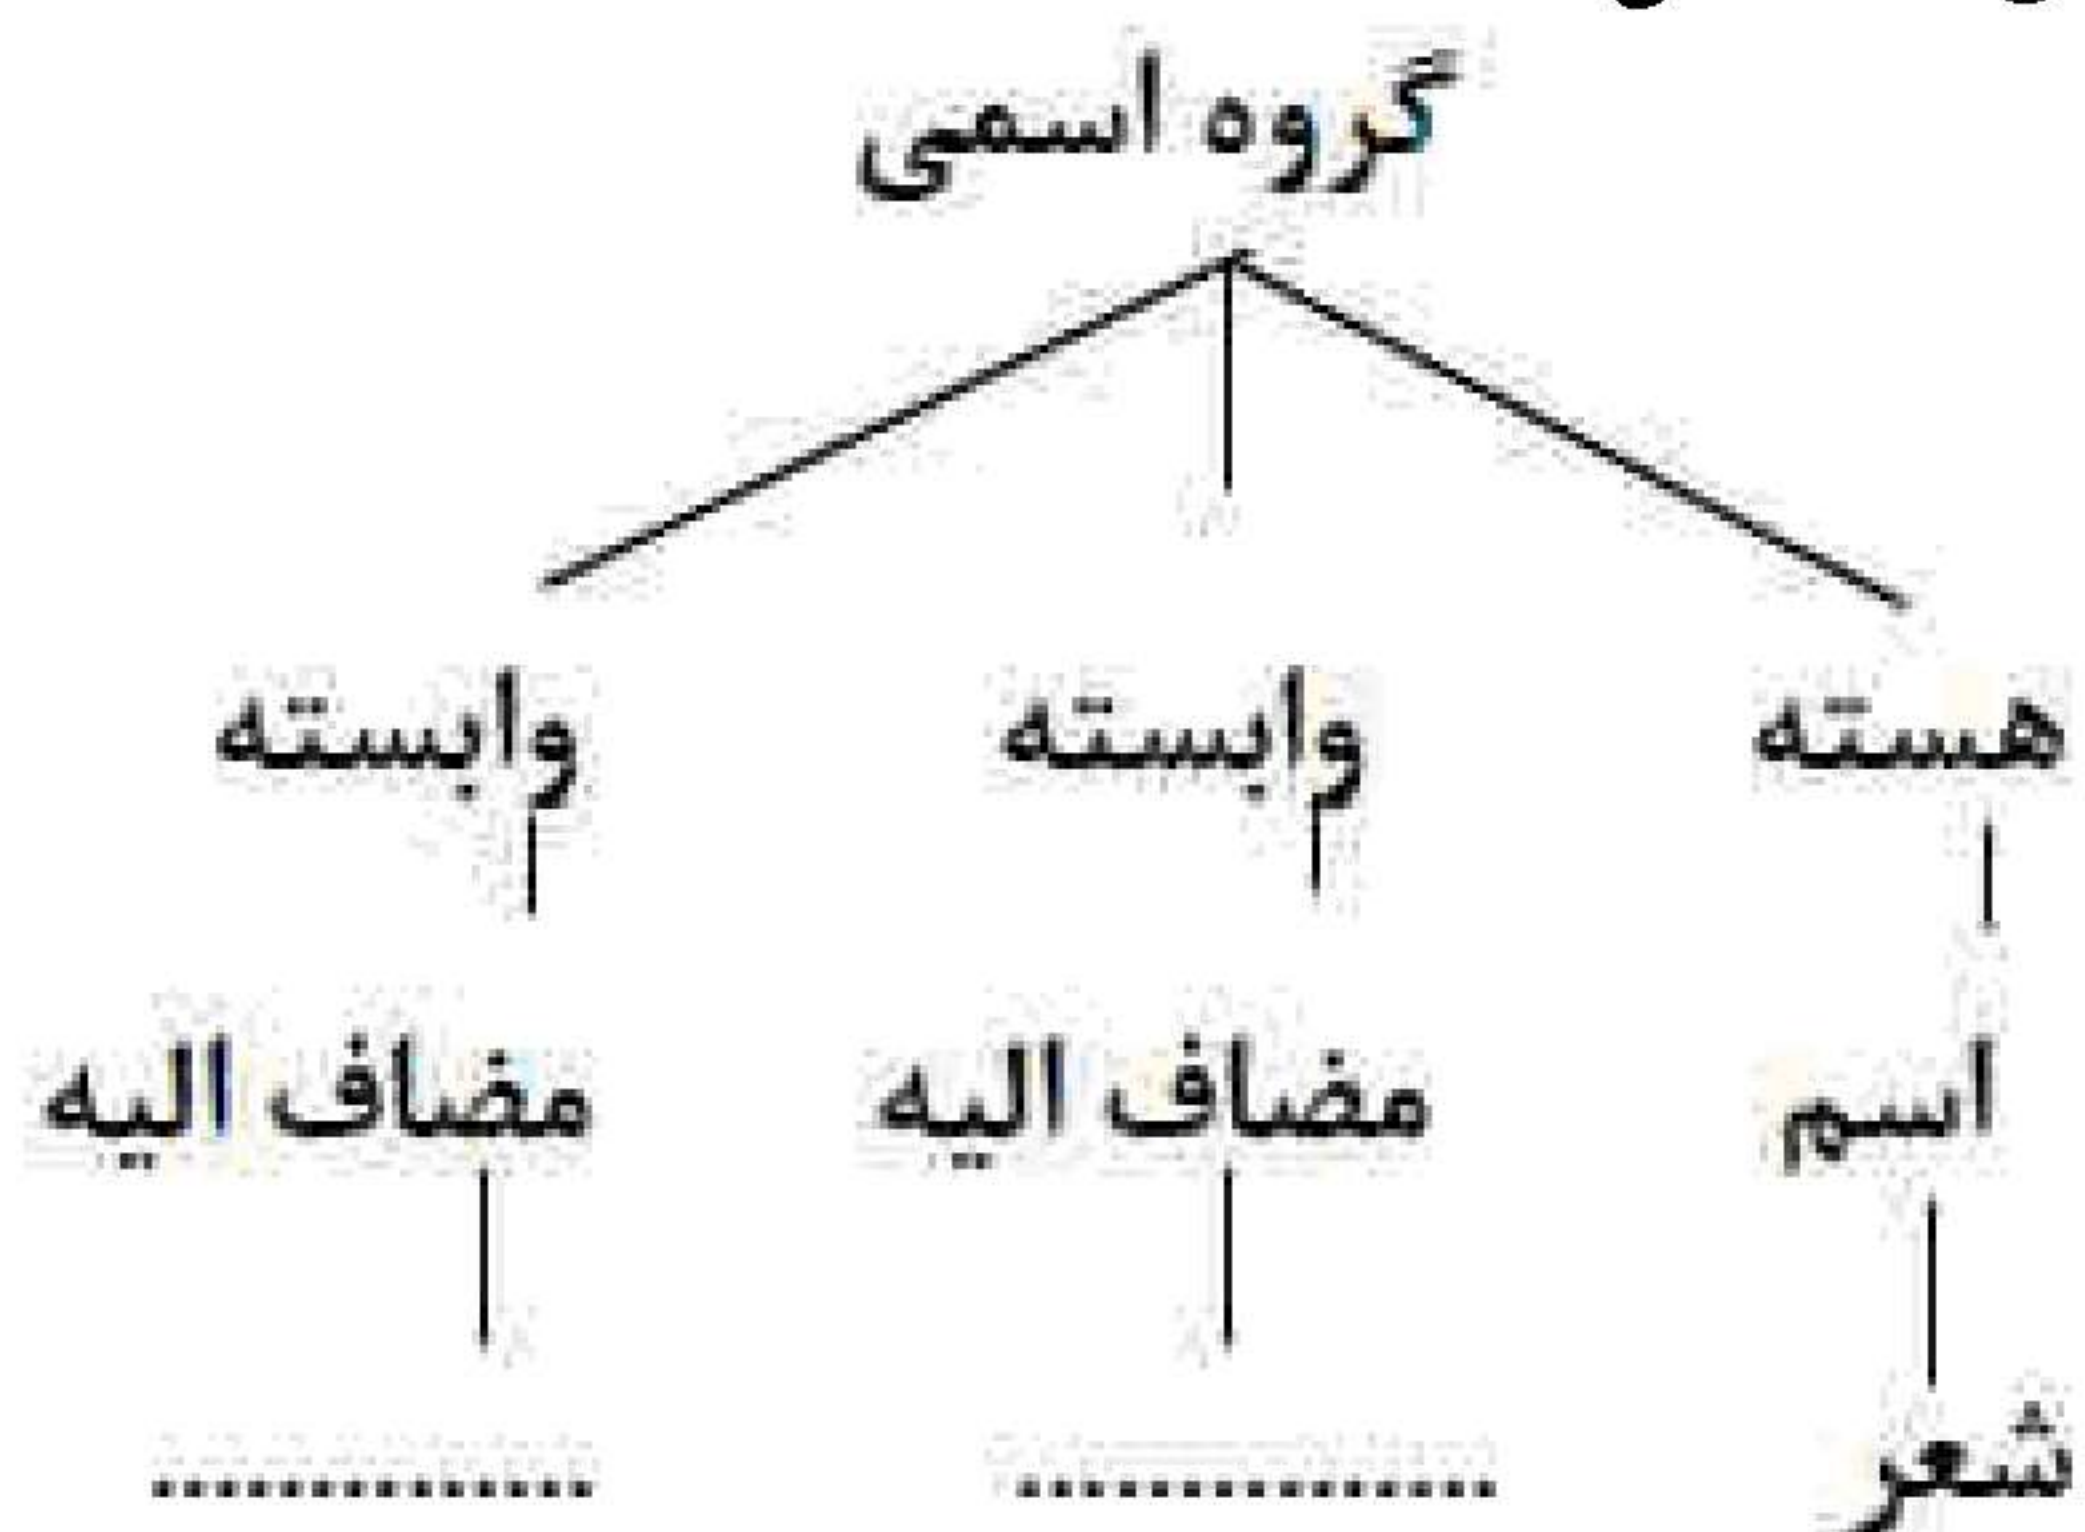 گروه اسمی
هسته وابسته وابسته
اسم مضاف الیه مضاف الیه
شعر ............... ..............